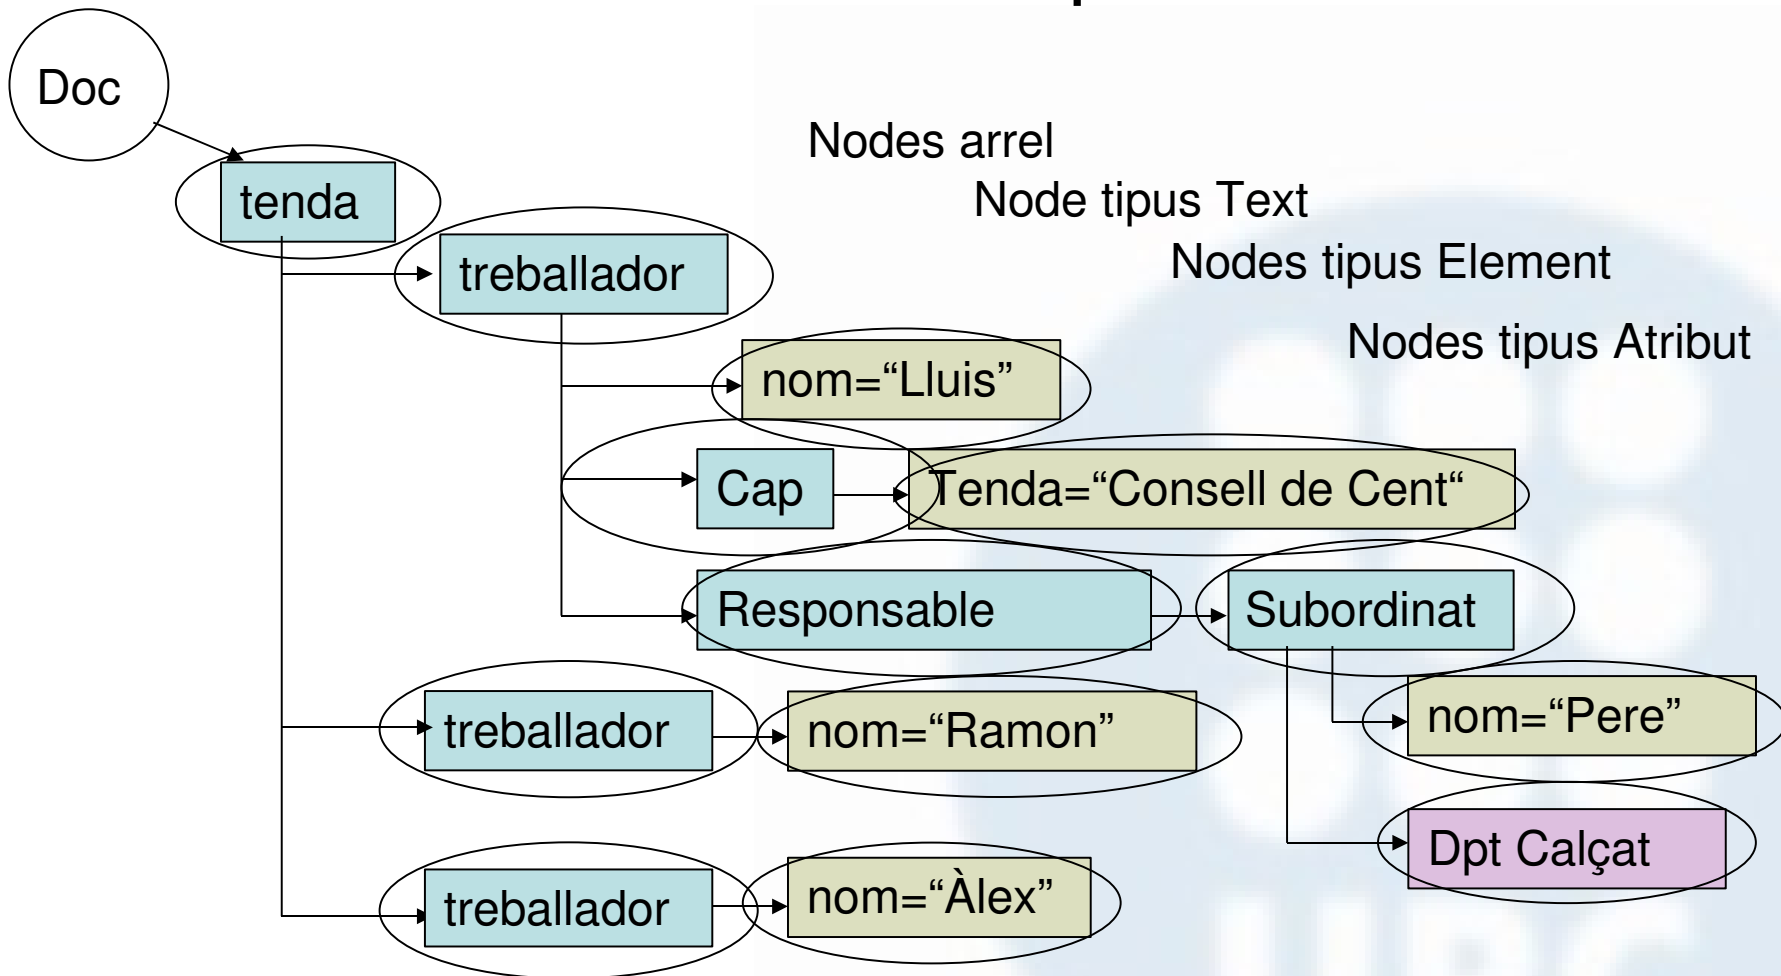 Doc
Nodes arrel
tenda
Node tipus Text
treballador
Nodes tipus Element
Nodes tipus Atribut
nom=“Lluis”
Cap
Tenda=“Consell de Cent“
Responsable
Subordinat
treballador
nom=“Ramon”
nom=“Pere”
Dpt Calçat
treballador
nom=“Àlex”